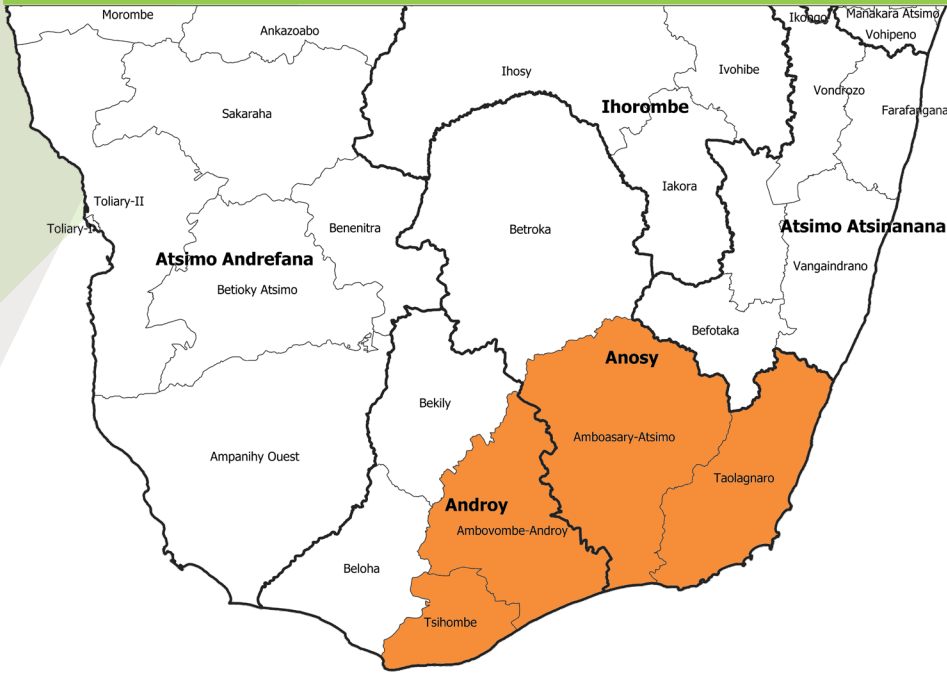 Morombe
Ankazoabo
Ikongo
Manakara Atsimo
Vohipeno
Ihosy
Ivohibe
Vondrozo
Farafangana
Sakaraha
Ihorombe
Iakora
Toliary-II
Toliary-I
Benenitra
Betroka
Atsimo Atsinanana
Atsimo Andrefana
Vangaindrano
Betioky Atsimo
Befotaka
Anosy
Bekily
Amboasary-Atsimo
Ampanihy Ouest
Taolagnaro
Androy
Ambovombe-Androy
Beloha
Tsihombe